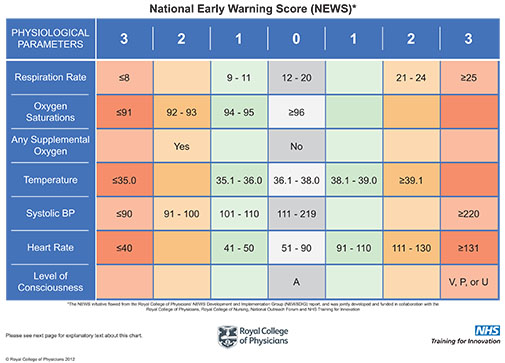 National Early Warning Score (NEWS)*
PHYSIOLOGICAL
PARAMETERS 3 2 1 0 1 2 3
Respiration Rate ≤8 9 - 11 12 - 20 21 - 24 ≥25
Oxygen
Saturations ≤91 92 - 93 94 - 95 ≥96
Any Supplemental
Oxygen Yes No
Temperature ≤35.0 35.1 - 36.0 36.1 - 38.0 38.1 - 39.0 ≥39.1
Systolic BP ≤90 91 - 100 101 - 110 111 - 219 ≥220
Heart Rate ≤40 41 - 50 51 - 90 91 - 110 111 - 130 ≥131
Level of
Consciousness A V, P, or U
*The NEWS initiative flowed from the Royal College of Physicians' NEWS Development and Implementation Group (NEWSDIG) report, and was jointly developed and funded in collaboration with the
Royal College of Physicians, Royal College of Nursing, National Outreach Forum and NHS Training for Innovation
Please see next page for explanatory text about this chart.
Royal College
of Physicians
NHS
Training for Innovation
© Royal College of Physicians 2012